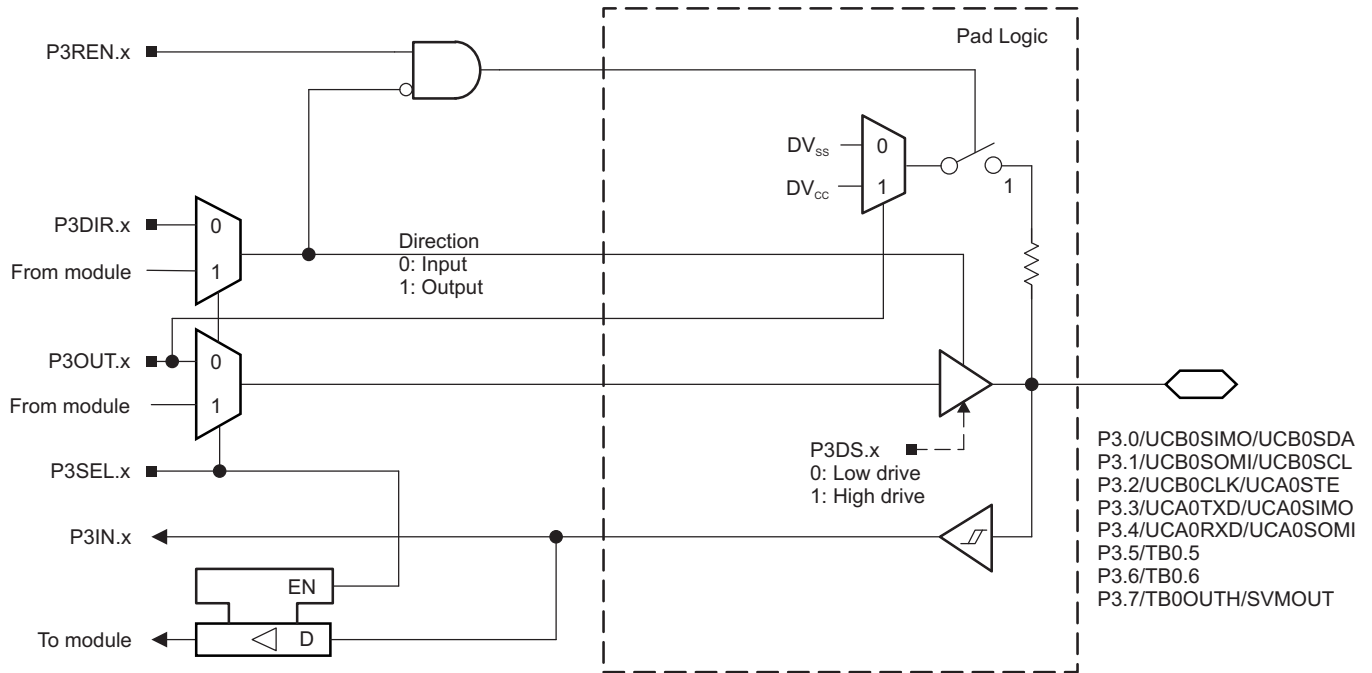 Pad Logic
P3REN.x
DVSS
0
DVCC
1
1
P3DIR.x
0
From module
1
Direction
0: Input
1: Output
P3OUT.x
0
From module
1
P3SEL.x
P3DS.x
0: Low drive
1: High drive
P3.0/UCB0SIMO/UCB0SDA
P3.1/UCB0SOMI/UCB0SCL
P3.2/UCB0CLK/UCA0STE
P3.3/UCA0TXD/UCA0SIMO
P3.4/UCA0RXD/UCA0SOMI
P3.5/TB0.5
P3.6/TB0.6
P3.7/TB0OUTH/SVMOUT
P3IN.x
EN
To module
D